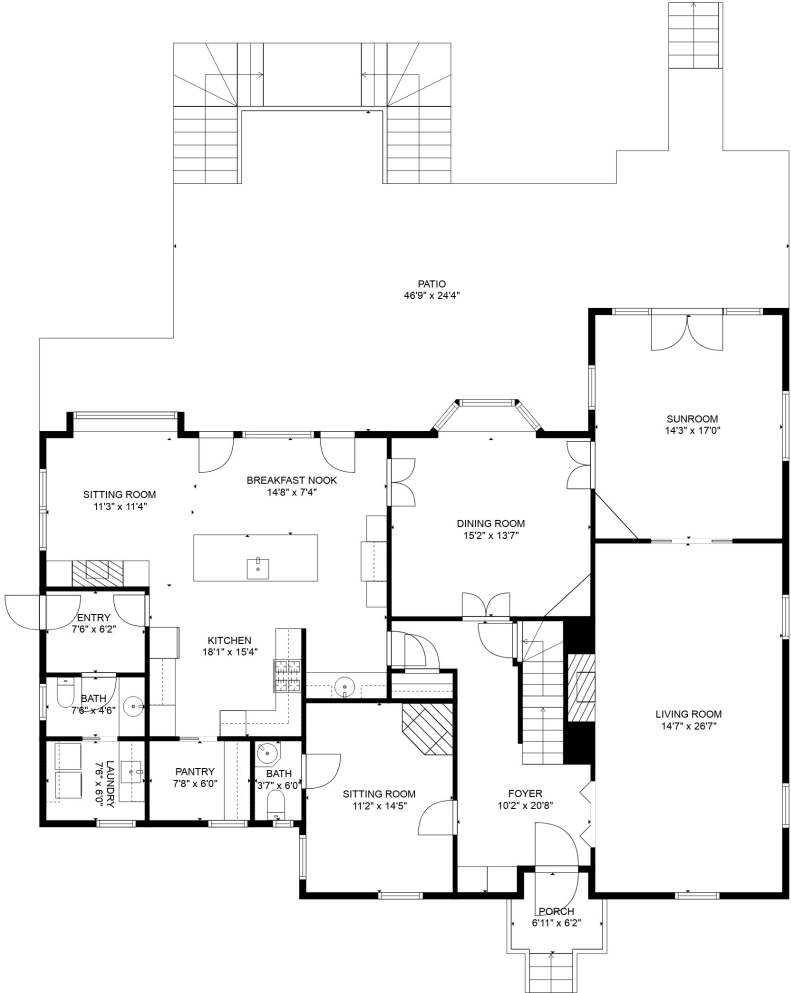 PATIO
46'9" x 24'4"
SUNROOM
14'3" x 17'0"
BREAKFAST NOOK
14'8" x 7'4"
SITTING ROOM
11'3" x 11'4"
DINING ROOM
15'2" x 13'7"
ENTRY
7'6" x 6'2"
KITCHEN
18'1" x 15'4"
BATH
7'6" x 4'6"
LIVING ROOM
14'7" x 26'7"
LAUNDRY
7'6" x 6'0"
PANTRY
7'8" x 6'0"
BATH
3'7" x 6'0"
SITTING ROOM
11'2" x 14'5"
FOYER
10'2" x 20'8"
PORCH
6'11" x 6'2"